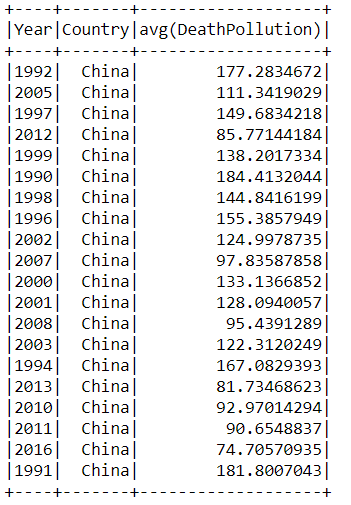 +----+-------+------------------+
|Year|Country|avg(DeathPollution)|
+----+-------+-------------------+
|1992|  China|        177.2834672|
|2005|  China|        111.3419029|
|1997|  China|        149.6834218|
|2012|  China|        85.77144184|
|1999|  China|        138.2017334|
|1990|  China|        184.4132044|
|1998|  China|        144.8416199|
|1996|  China|        155.3857949|
|2002|  China|        124.9978735|
|2007|  China|        97.83587858|
|2000|  China|        133.1366852|
|2001|  China|        128.0940057|
|2008|  China|         95.4391289|
|2003|  China|        122.3120249|
|1994|  China|        167.0829393|
|2013|  China|        81.73468623|
|2010|  China|        92.97014294|
|2011|  China|         90.6548837|
|2016|  China|        74.70570935|
|1991|  China|        181.8007043|
+----+-------+-------------------+